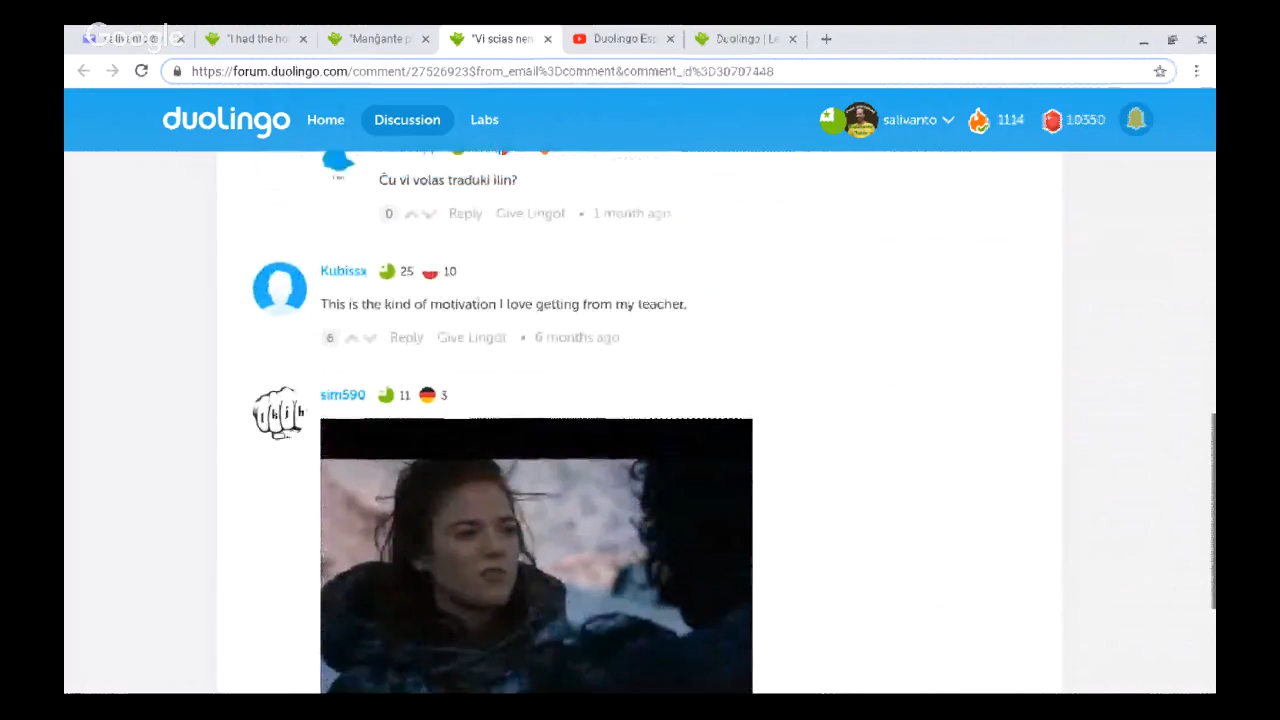 Google
salivanto@
"I had the ho
"Manĝante p
"Vi scias nen
Duolingo Esp
Duolingo | Le
https://forum.duolingo.com/comment/27526923$from_email%3Dcomment&comment_id%3D30707448
duolingo
Home
Discussion
Labs
salivanto
1114
10350
Ĉu vi volas traduki ilin?
0 Reply Give Lingot • 1 month ago
Kubissx 25 10
This is the kind of motivation I love getting from my teacher.
6 Reply Give Lingot • 6 months ago
sim590 11 3